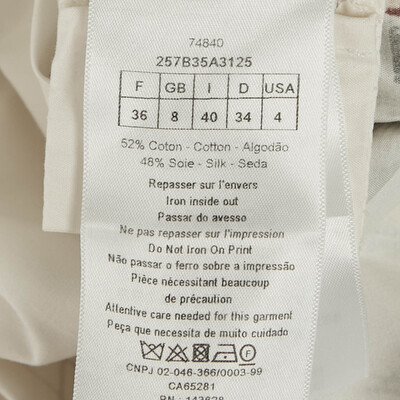 74840
257B35A3125
F GB I D USA
36 8 40 34 4
52% Coton - Cotton - Algodão
48% Soie - Silk - Seda
Repasser sur l'envers
Iron inside out
Passar do avesso
Ne pas repasser sur l'impression
Do Not Iron On Print
Não passar o ferro sobre a impressão
Pièce nécessitant beaucoup
de précaution
Attentive care needed for this garment
Peça que necessita de muito cuidado
CNPJ 02-046-366/0003-99
CA65281
RN : 143628